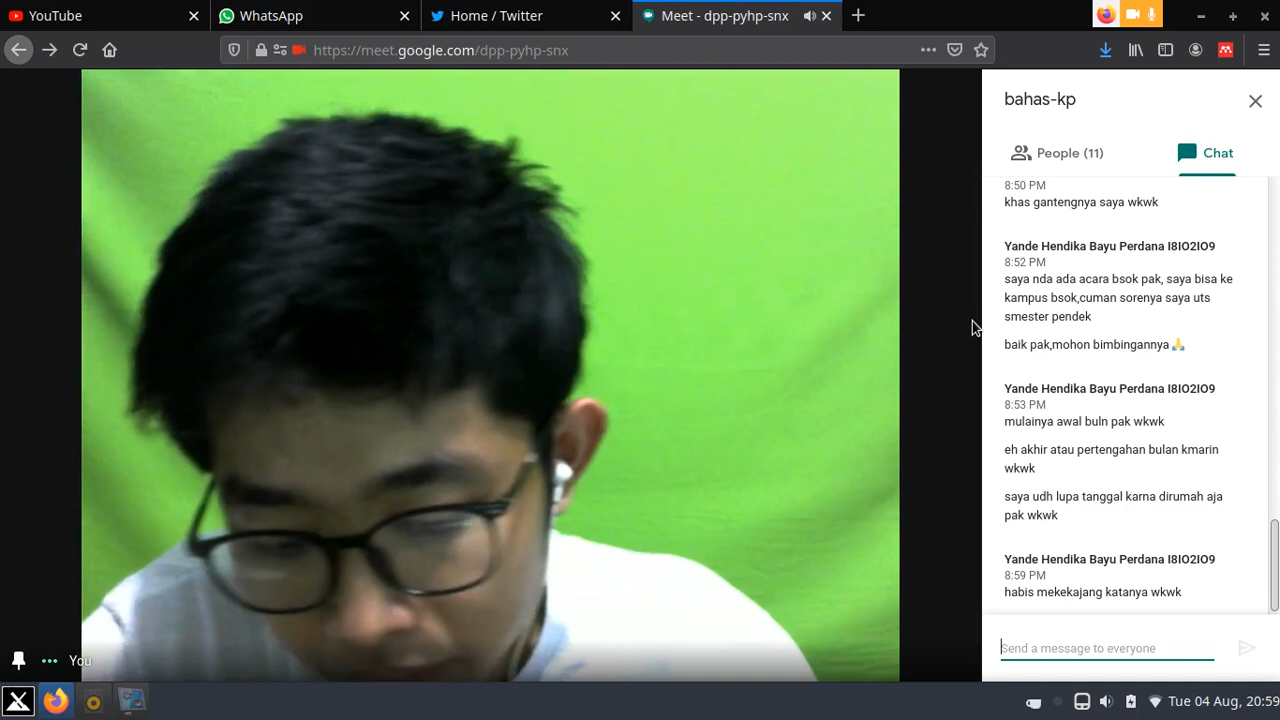 YouTube
WhatsApp
Home / Twitter
Meet - dpp-pyhp-snx
https://meet.google.com/dpp-pyhp-snx
bahas-kp
People (11)
Chat
8:50 PM
khas gantengnya saya wkwk
Yande Hendika Bayu Perdana I8IO2IO9
8:52 PM
saya nda ada acara bsok pak, saya bisa ke
kampus bsok,cuman sorenya saya uts
smester pendek
baik pak,mohon bimbingannya🙏
Yande Hendika Bayu Perdana I8IO2IO9
8:53 PM
mulainya awal buln pak wkwk
eh akhir atau pertengahan bulan kmarin
wkwk
saya udh lupa tanggal karna dirumah aja
pak wkwk
Yande Hendika Bayu Perdana I8IO2IO9
8:59 PM
habis mekekajang katanya wkwk
Send a message to everyone
You
Tue 04 Aug, 20:59